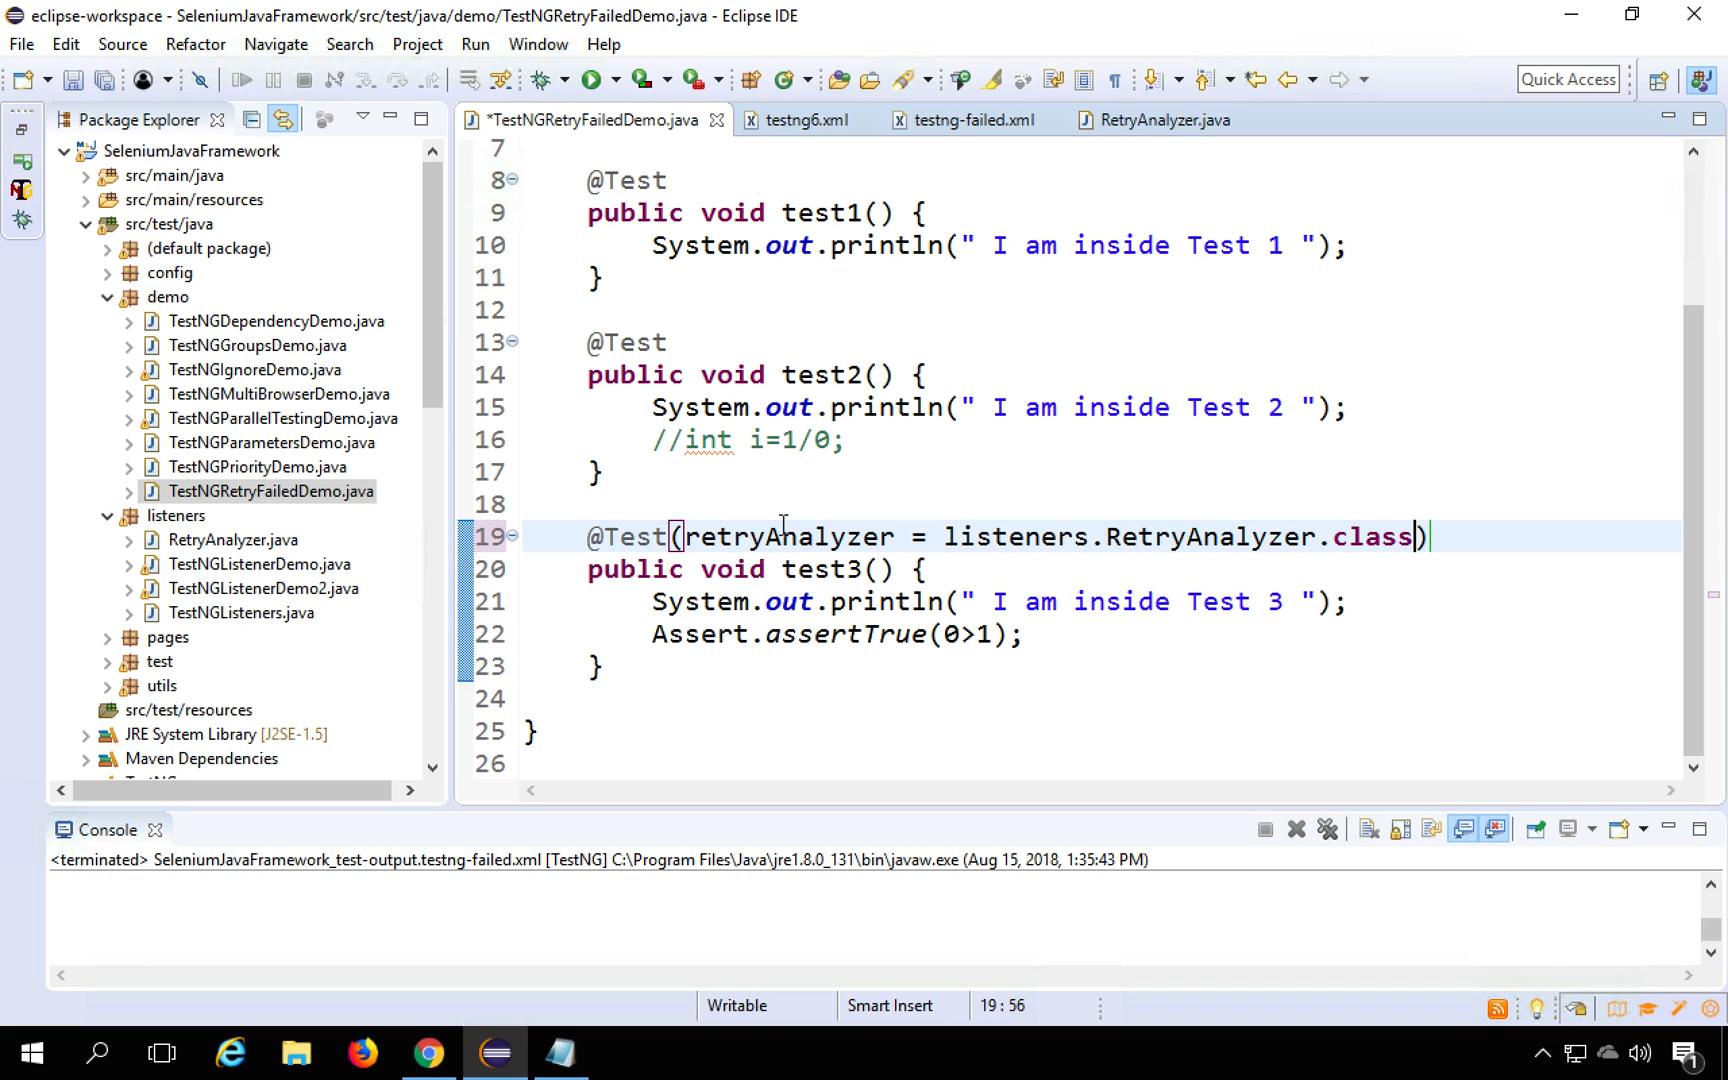 eclipse-workspace - SeleniumJavaFramework/src/test/java/demo/TestNGRetryFailedDemo.java - Eclipse IDE
File Edit Source Refactor Navigate Search Project Run Window Help
Quick Access
Package Explorer
*TestNGRetryFailedDemo.java testng6.xml testng-failed.xml RetryAnalyzer.java
SeleniumJavaFramework
src/main/java
src/main/resources
src/test/java
(default package)
config
demo
TestNGDependencyDemo.java
TestNGGroupsDemo.java
TestNGIgnoreDemo.java
TestNGMultiBrowserDemo.java
TestNGParallelTestingDemo.java
TestNGParametersDemo.java
TestNGPriorityDemo.java
TestNGRetryFailedDemo.java
listeners
RetryAnalyzer.java
TestNGListenerDemo.java
TestNGListenerDemo2.java
TestNGListeners.java
pages
test
utils
src/test/resources
JRE System Library [J2SE-1.5]
Maven Dependencies
7
8 @Test
9 public void test1() {
10 System.out.println(" I am inside Test 1 ");
11 }
12
13 @Test
14 public void test2() {
15 System.out.println(" I am inside Test 2 ");
16 //int i=1/0;
17 }
18
19 @Test(retryAnalyzer = listeners.RetryAnalyzer.class)
20 public void test3() {
21 System.out.println(" I am inside Test 3 ");
22 Assert.assertTrue(0>1);
23 }
24
25 }
26
Console
<terminated> SeleniumJavaFramework_test-output.testng-failed.xml [TestNG] C:\Program Files\Java\jre1.8.0_131\bin\javaw.exe (Aug 15, 2018, 1:35:43 PM)
Writable Smart Insert 19 : 56
1